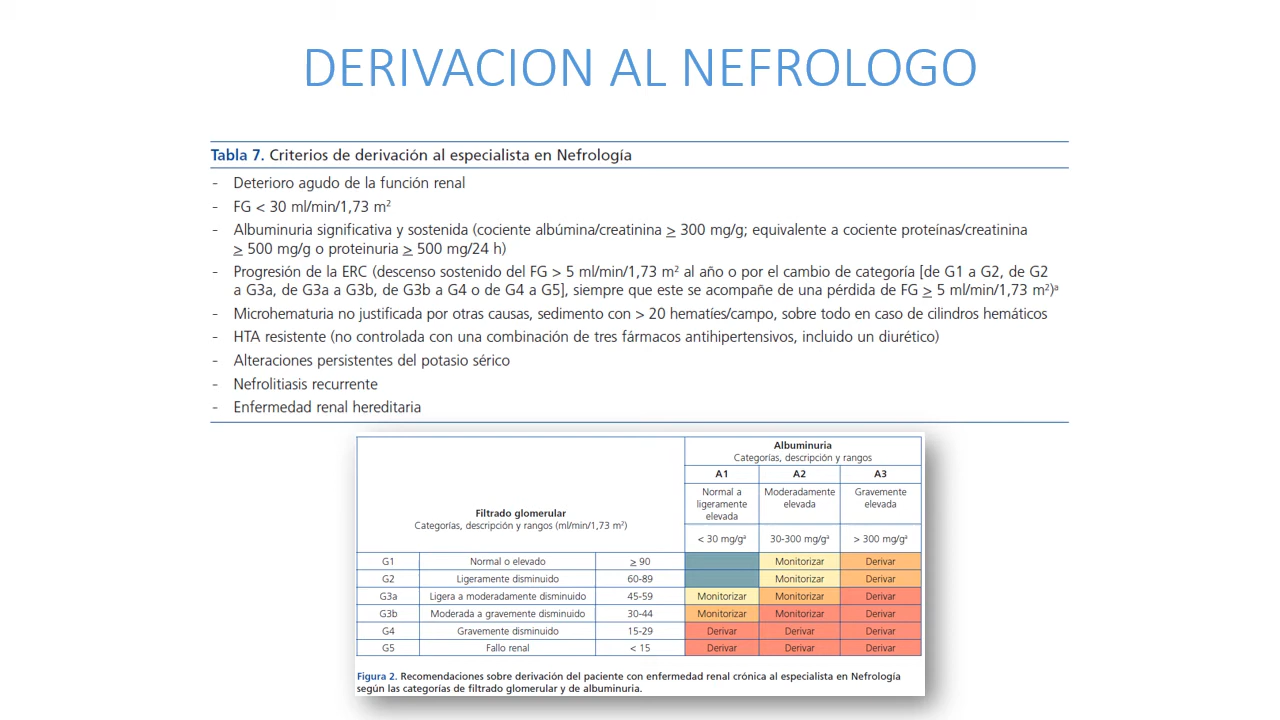 DERIVACION AL NEFROLOGO
Tabla 7. Criterios de derivación al especialista en Nefrología
- Deterioro agudo de la función renal
- FG < 30 ml/min/1,73 m²
- Albuminuria significativa y sostenida (cociente albúmina/creatinina ≥ 300 mg/g; equivalente a cociente proteínas/creatinina
≥ 500 mg/g o proteinuria ≥ 500 mg/24 h)
- Progresión de la ERC (descenso sostenido del FG > 5 ml/min/1,73 m² al año o por el cambio de categoría [de G1 a G2, de G2
a G3a, de G3a a G3b, de G3b a G4 o de G4 a G5], siempre que este se acompañe de una pérdida de FG ≥ 5 ml/min/1,73 m²)ᵃ
- Microhematuria no justificada por otras causas, sedimento con > 20 hematíes/campo, sobre todo en caso de cilindros hemáticos
- HTA resistente (no controlada con una combinación de tres fármacos antihipertensivos, incluido un diurético)
- Alteraciones persistentes del potasio sérico
- Nefrolitiasis recurrente
- Enfermedad renal hereditaria
Albuminuria
Categorías, descripción y rangos
A1 A2 A3
Filtrado glomerular
Categorías, descripción y rangos (ml/min/1,73 m²)
Normal a
ligeramente
elevada
Moderadamente
elevada
Gravemente
elevada
< 30 mg/gᵃ 30-300 mg/gᵃ > 300 mg/gᵃ
G1 Normal o elevado ≥ 90 Monitorizar Derivar
G2 Ligeramente disminuido 60-89 Monitorizar Derivar
G3a Ligera a moderadamente disminuido 45-59 Monitorizar Monitorizar Derivar
G3b Moderada a gravemente disminuido 30-44 Monitorizar Monitorizar Derivar
G4 Gravemente disminuido 15-29 Derivar Derivar Derivar
G5 Fallo renal < 15 Derivar Derivar Derivar
Figura 2. Recomendaciones sobre derivación del paciente con enfermedad renal crónica al especialista en Nefrología
según las categorías de filtrado glomerular y de albuminuria.